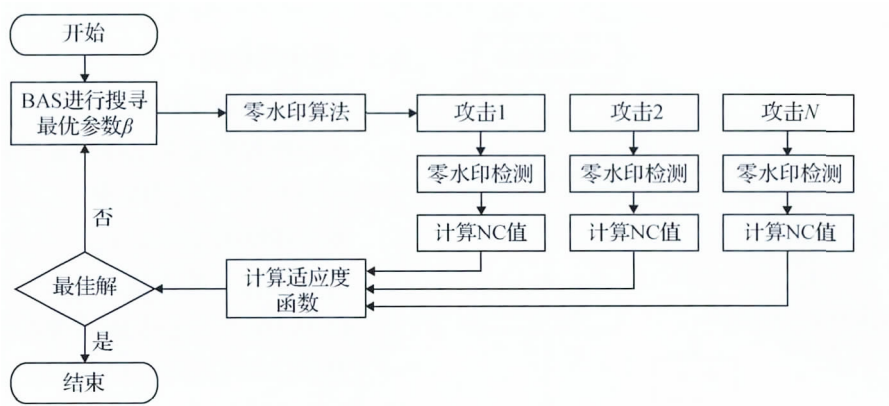 开始
BAS进行搜寻
最优参数β
零水印算法
攻击1
攻击2
攻击N
零水印检测
零水印检测
零水印检测
计算NC值
计算NC值
计算NC值
否
最佳解
计算适应度
函数
是
结束